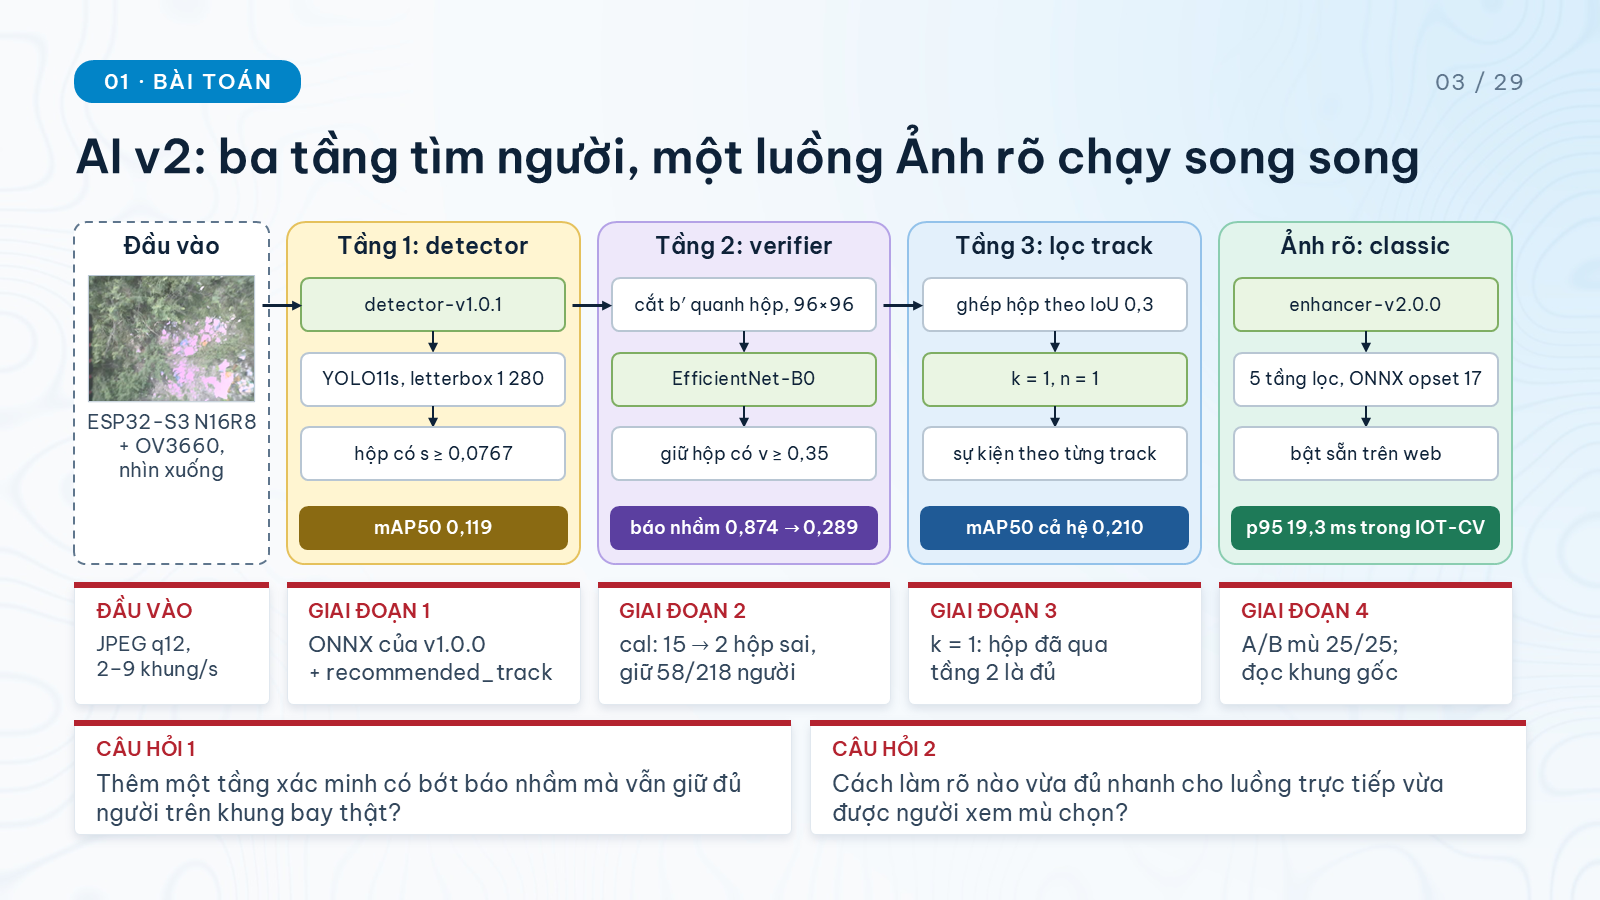 01 · BÀI TOÁN
03 / 29
AI v2: ba tầng tìm người, một luồng Ảnh rõ chạy song song
Đầu vào
ESP32-S3 N16R8
+ OV3660,
nhìn xuống
Tầng 1: detector
detector-v1.0.1
YOLO11s, letterbox 1 280
hộp có s ≥ 0,0767
mAP50 0,119
Tầng 2: verifier
cắt b′ quanh hộp, 96×96
EfficientNet-B0
giữ hộp có v ≥ 0,35
báo nhầm 0,874 → 0,289
Tầng 3: lọc track
ghép hộp theo IoU 0,3
k = 1, n = 1
sự kiện theo từng track
mAP50 cả hệ 0,210
Ảnh rõ: classic
enhancer-v2.0.0
5 tầng lọc, ONNX opset 17
bật sẵn trên web
p95 19,3 ms trong IOT-CV
ĐẦU VÀO
JPEG q12,
2–9 khung/s
GIAI ĐOẠN 1
ONNX của v1.0.0
+ recommended_track
GIAI ĐOẠN 2
cal: 15 → 2 hộp sai,
giữ 58/218 người
GIAI ĐOẠN 3
k = 1: hộp đã qua
tầng 2 là đủ
GIAI ĐOẠN 4
A/B mù 25/25;
đọc khung gốc
CÂU HỎI 1
Thêm một tầng xác minh có bớt báo nhầm mà vẫn giữ đủ
người trên khung bay thật?
CÂU HỎI 2
Cách làm rõ nào vừa đủ nhanh cho luồng trực tiếp vừa
được người xem mù chọn?